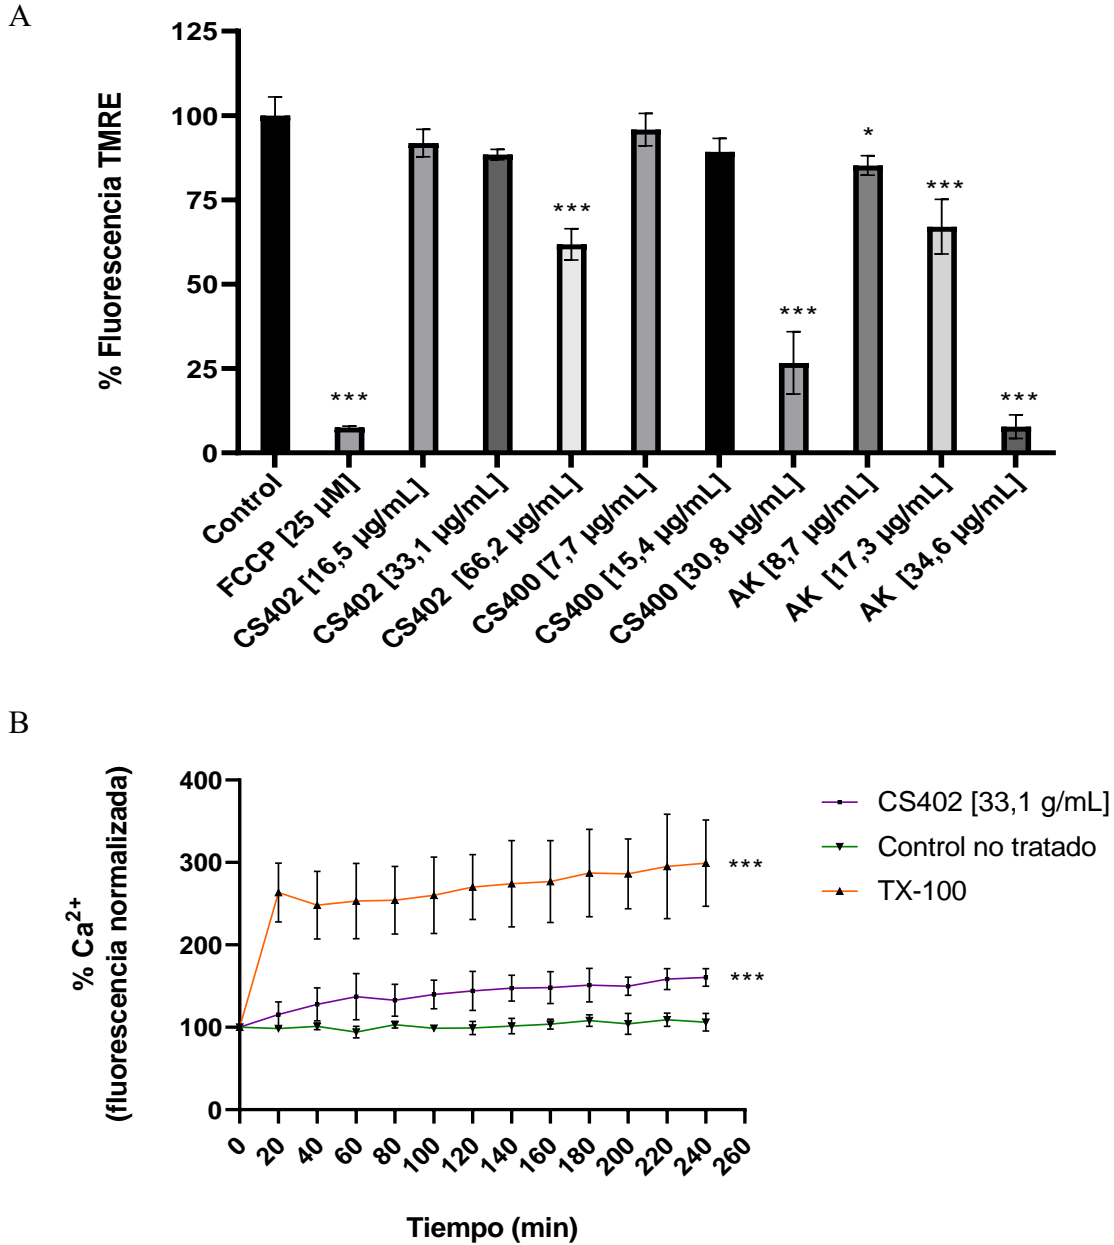 A
% Fluorescencia TMRE
125
100
75
50
25
0
***
***
***
*
***
***
Control
FCCP [25 µM]
CS402 [16,5 µg/mL]
CS402 [33,1 µg/mL]
CS402 [66,2 µg/mL]
CS400 [7,7 µg/mL]
CS400 [15,4 µg/mL]
CS400 [30,8 µg/mL]
AK [8,7 µg/mL]
AK [17,3 µg/mL]
AK [34,6 µg/mL]
B
% Ca²⁺
(fluorescencia normalizada)
400
300
200
100
0
***
***
CS402 [33,1 g/mL]
Control no tratado
TX-100
0
20
40
60
80
100
120
140
160
180
200
220
240
260
Tiempo (min)